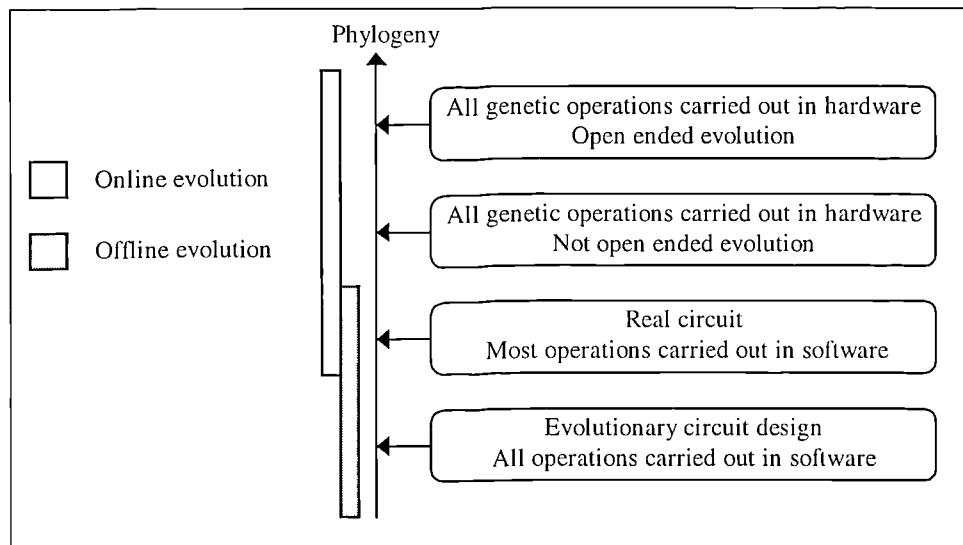 Phylogeny
All genetic operations carried out in hardware
Open ended evolution
Online evolution
Offline evolution
All genetic operations carried out in hardware
Not open ended evolution
Real circuit
Most operations carried out in software
Evolutionary circuit design
All operations carried out in software